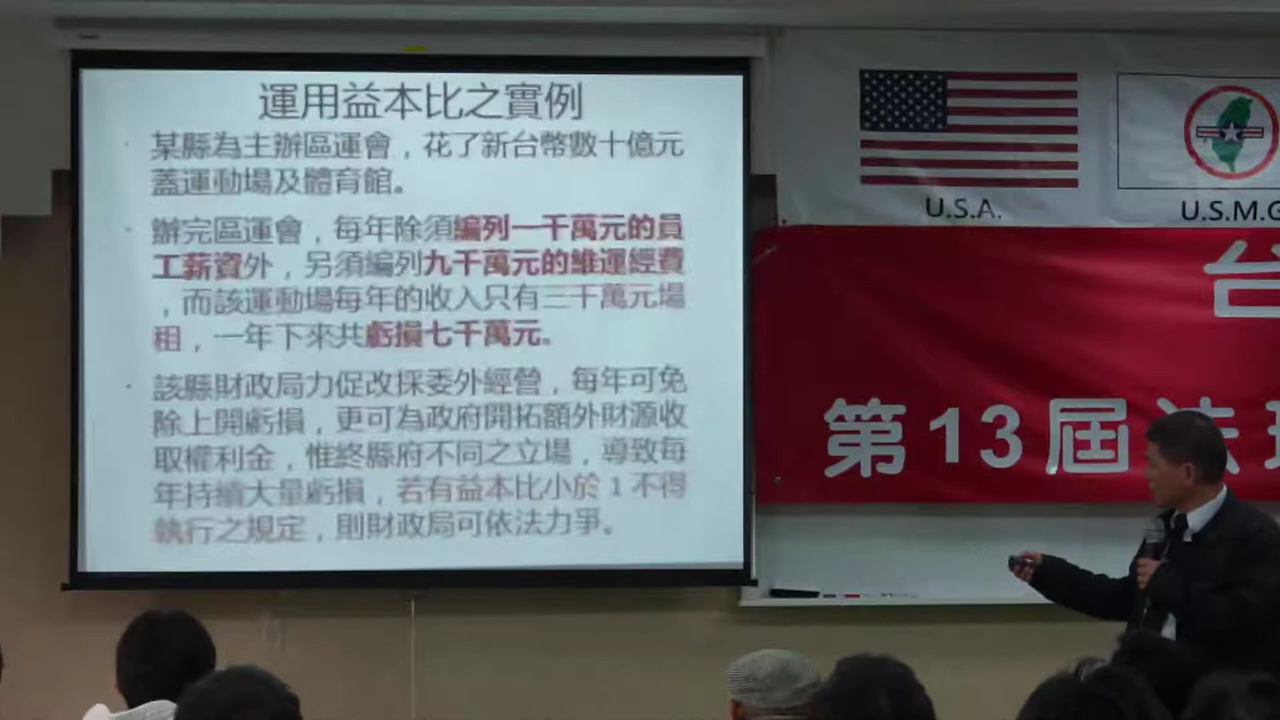 運用益本比之實例
· 某縣為主辦區運會，花了新台幣數十億元
蓋運動場及體育館。
· 辦完區運會，每年除須編列一千萬元的員
工薪資外，另須編列九千萬元的維運經費
，而該運動場每年的收入只有三千萬元場
租，一年下來共虧損七千萬元。
· 該縣財政局力促改採委外經營，每年可免
除上開虧損，更可為政府開拓額外財源收
取權利金，惟終縣府不同之立場，導致每
年持續大量虧損，若有益本比小於1不得
執行之規定，則財政局可依法力爭。
U.S.A.
U.S.M.G
台
第13屆法理